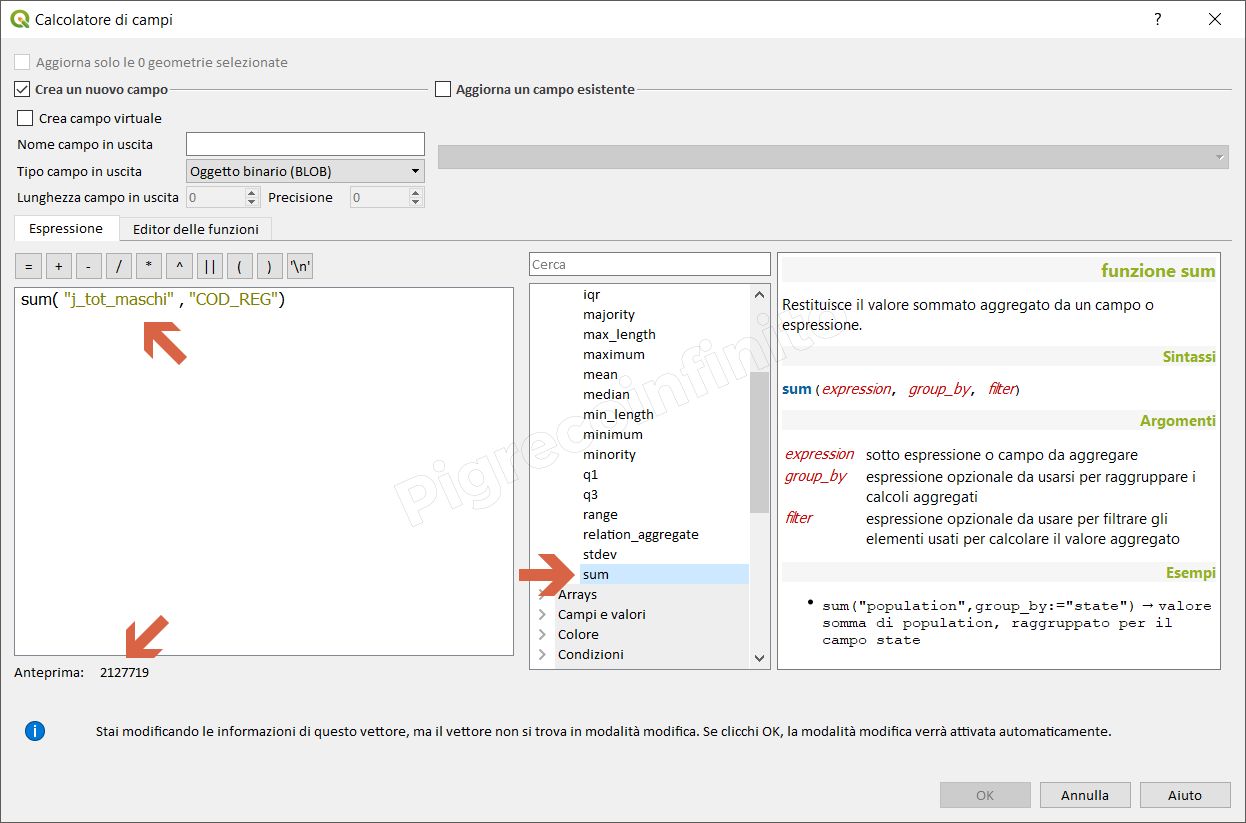 Calcolatore di campi
?
Aggiorna solo le 0 geometrie selezionate
Crea un nuovo campo
Aggiorna un campo esistente
Crea campo virtuale
Nome campo in uscita
Tipo campo in uscita Oggetto binario (BLOB)
Lunghezza campo in uscita 0 Precisione 0
Espressione Editor delle funzioni
= + - / * ^ || ( ) '\n'
sum( "j_tot_maschi" , "COD_REG")
Anteprima: 2127719
Cerca
iqr
majority
max_length
maximum
mean
median
min_length
minimum
minority
q1
q3
range
relation_aggregate
stdev
sum
Arrays
Campi e valori
Colore
Condizioni
funzione sum
Restituisce il valore sommato aggregato da un campo o
espressione.
Sintassi
sum(expression, group_by, filter)
Argomenti
expression sotto espressione o campo da aggregare
group_by espressione opzionale da usarsi per raggruppare i
calcoli aggregati
filter espressione opzionale da usare per filtrare gli
elementi usati per calcolare il valore aggregato
Esempi
• sum("population",group_by:="state") → valore
somma di population, raggruppato per il
campo state
Pigrecoinfinito
Stai modificando le informazioni di questo vettore, ma il vettore non si trova in modalità modifica. Se clicchi OK, la modalità modifica verrà attivata automaticamente.
OK Annulla Aiuto